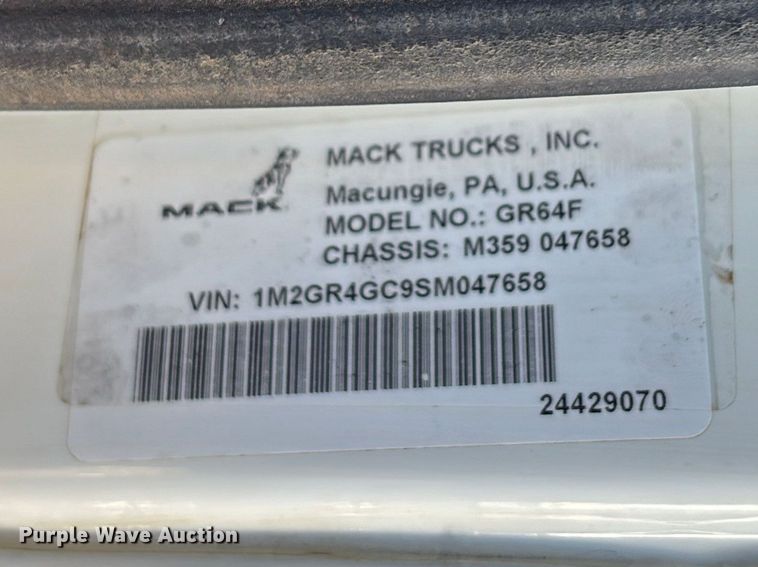 MACK TRUCKS , INC.
MACK
Macungie, PA, U.S.A.
MODEL NO.: GR64F
CHASSIS: M359 047658
VIN: 1M2GR4GC9SM047658
24429070
Purple Wave Auction